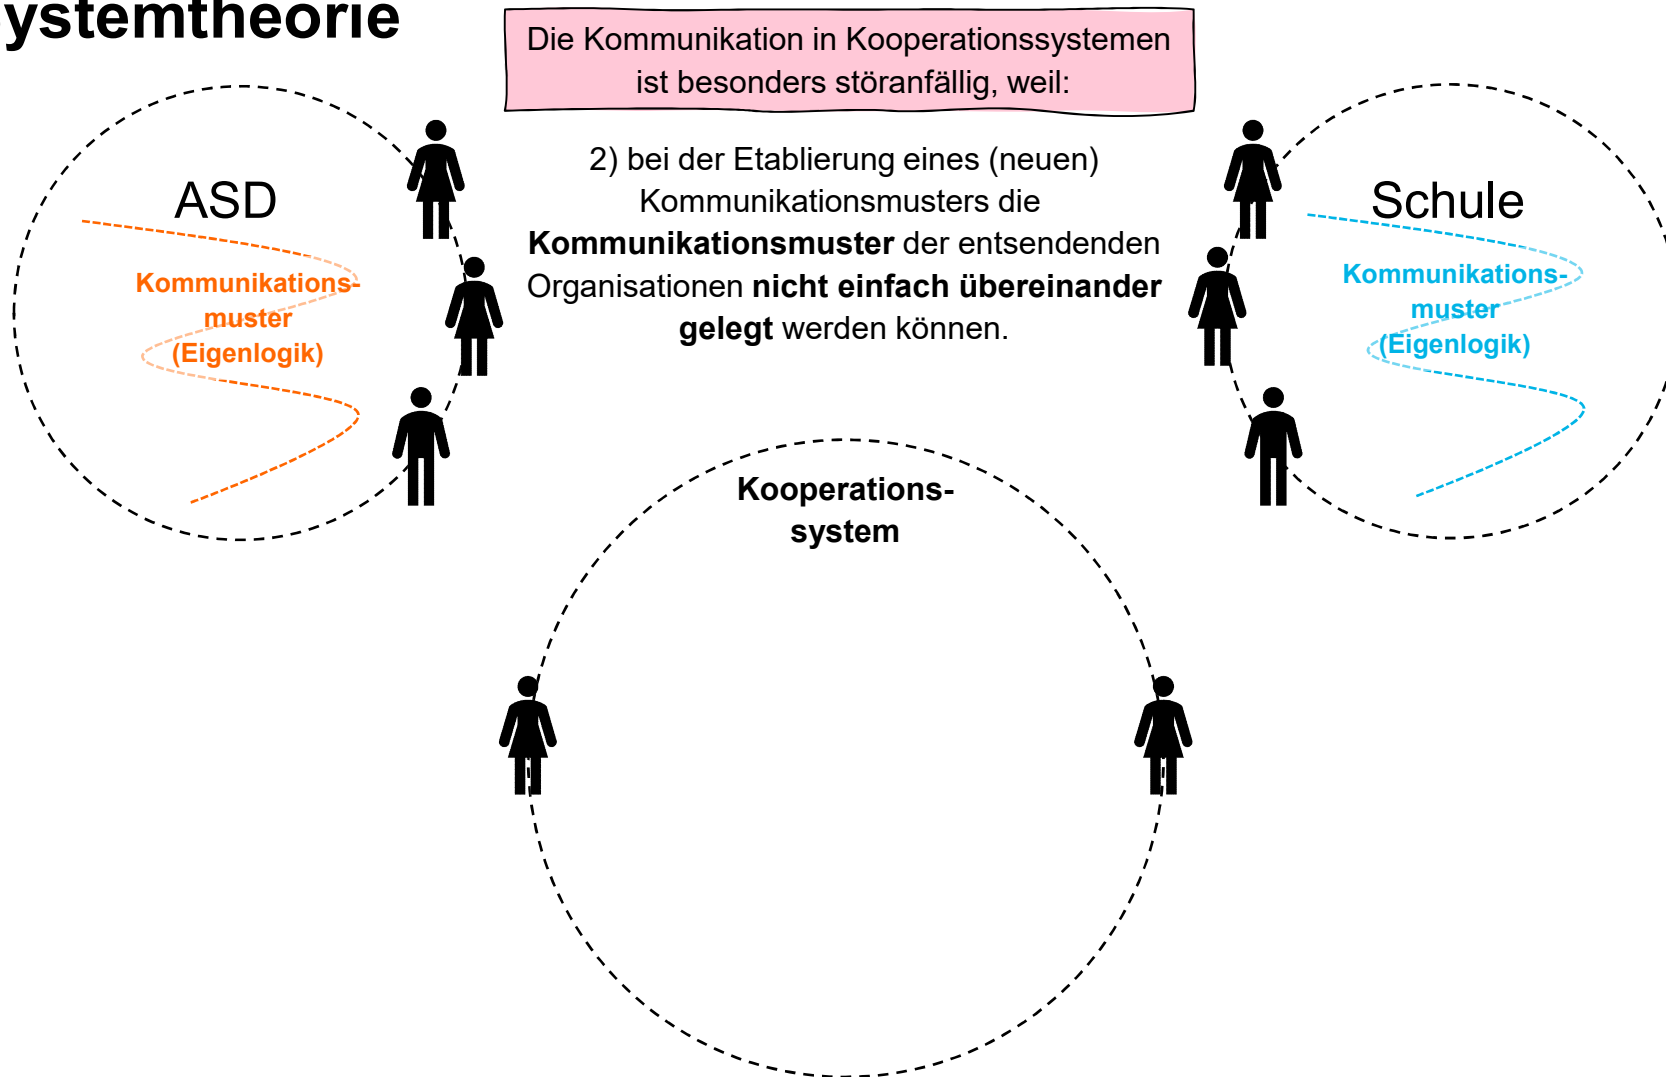 ystemtheorie
Die Kommunikation in Kooperationssystemen
ist besonders störanfällig, weil:
2) bei der Etablierung eines (neuen)
Kommunikationsmusters die
Kommunikationsmuster der entsendenden
Organisationen nicht einfach übereinander
gelegt werden können.
ASD
Kommunikations-
muster
(Eigenlogik)
Schule
Kommunikations-
muster
(Eigenlogik)
Kooperations-
system